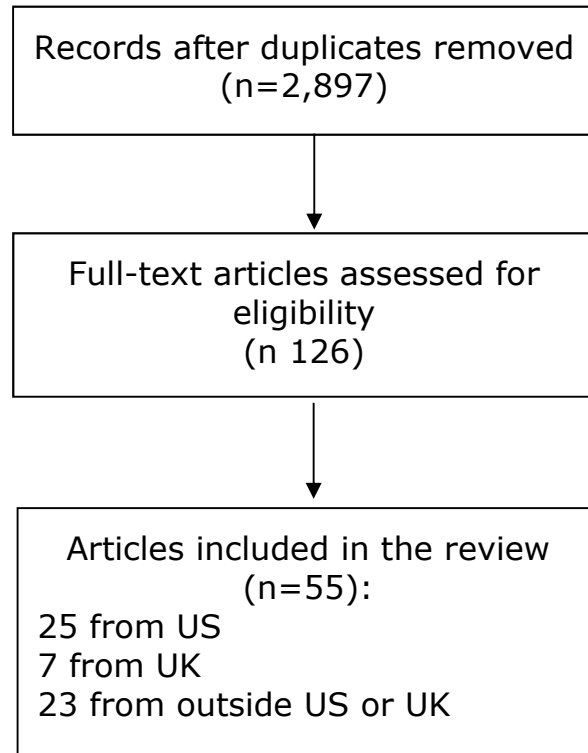 Records after duplicates removed
(n=2,897)
Full-text articles assessed for
eligibility
(n 126)
Articles included in the review
(n=55):
25 from US
7 from UK
23 from outside US or UK